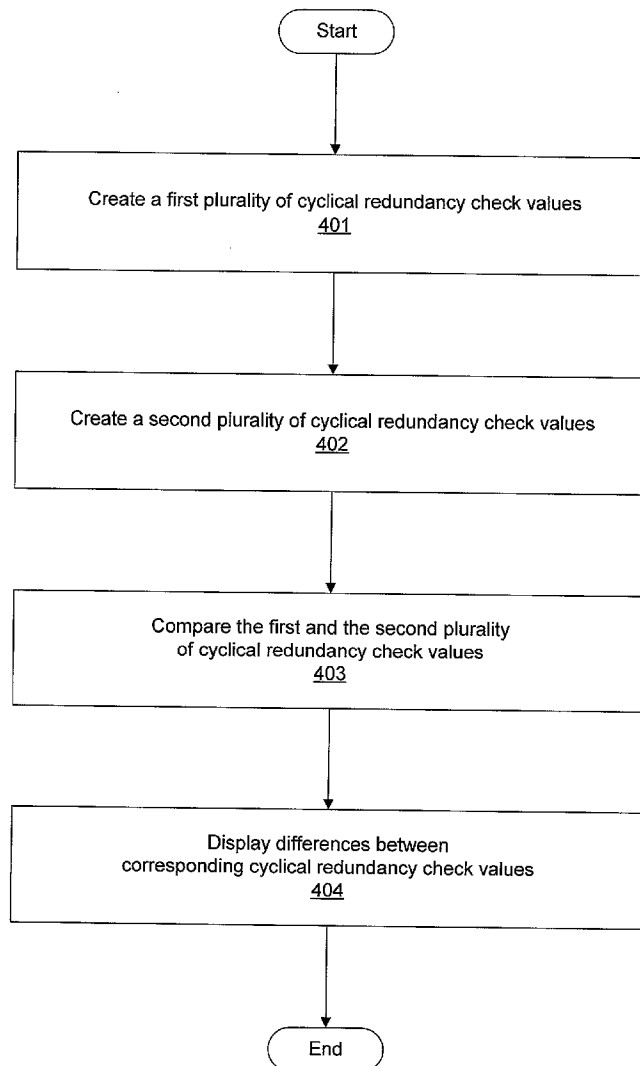 Start
Create a first plurality of cyclical redundancy check values
401
Create a second plurality of cyclical redundancy check values
402
Compare the first and the second plurality
of cyclical redundancy check values
403
Display differences between
corresponding cyclical redundancy check values
404
End